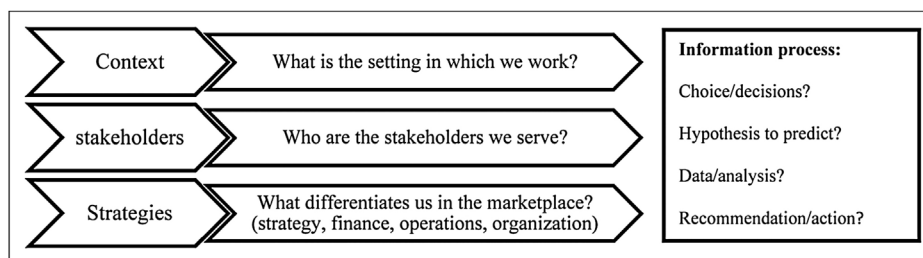 Context
What is the setting in which we work?
stakeholders
Who are the stakeholders we serve?
Strategies
What differentiates us in the marketplace?
(strategy, finance, operations, organization)
Information process:
Choice/decisions?
Hypothesis to predict?
Data/analysis?
Recommendation/action?